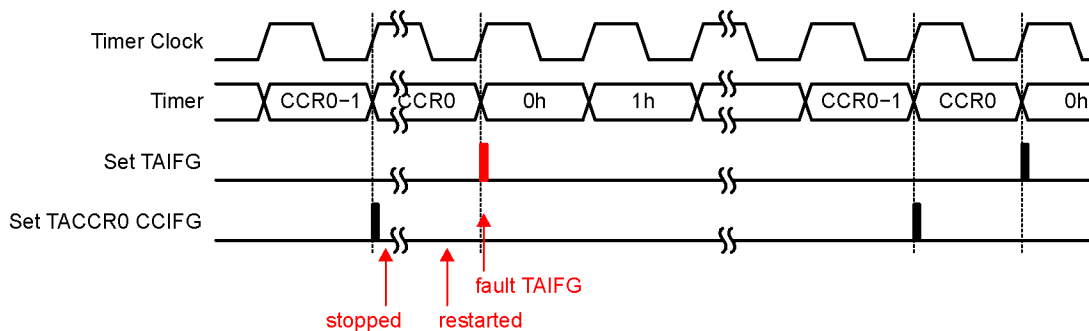 Timer Clock
Timer CCR0−1 CCR0 0h 1h CCR0−1 CCR0 0h
Set TAIFG
Set TACCR0 CCIFG
fault TAIFG
stopped restarted